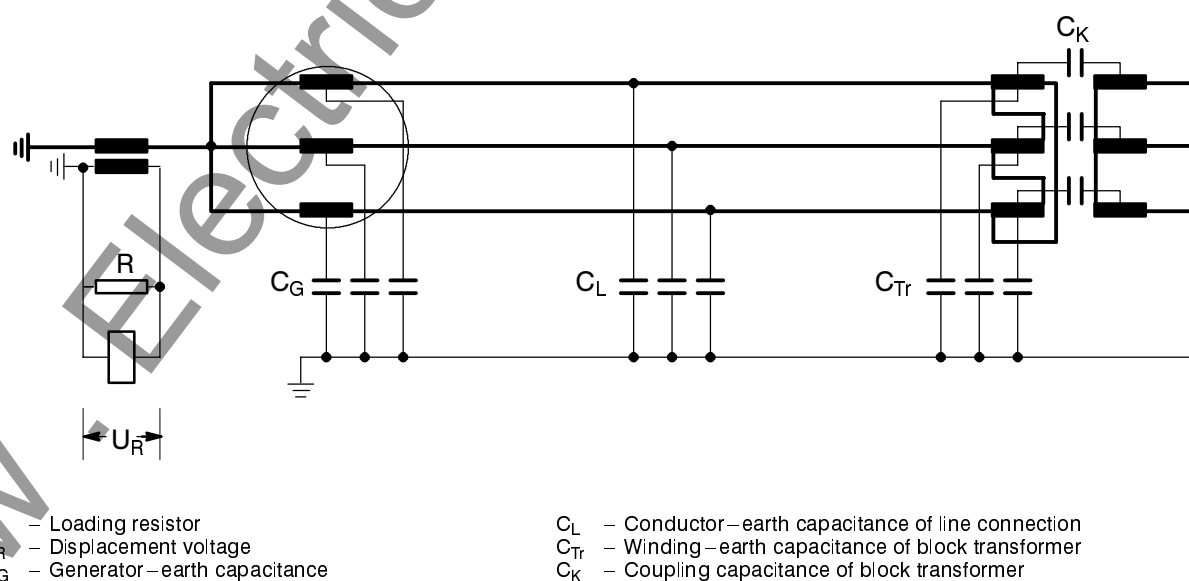 C_K
R
C_G
C_L
C_Tr
U_R
– Loading resistor
R – Displacement voltage
G – Generator–earth capacitance
C_L – Conductor–earth capacitance of line connection
C_Tr – Winding–earth capacitance of block transformer
C_K – Coupling capacitance of block transformer
w . Electric